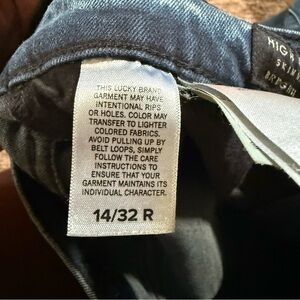 THIS LUCKY BRAND
GARMENT MAY HAVE
INTENTIONAL RIPS
OR HOLES. COLOR MAY
TRANSFER TO LIGHTER
COLORED FABRICS.
AVOID PULLING UP BY
BELT LOOPS, SIMPLY
FOLLOW THE CARE
INSTRUCTIONS TO
ENSURE THAT YOUR
GARMENT MAINTAINS ITS
INDIVIDUAL CHARACTER.
14/32 R
HIGH